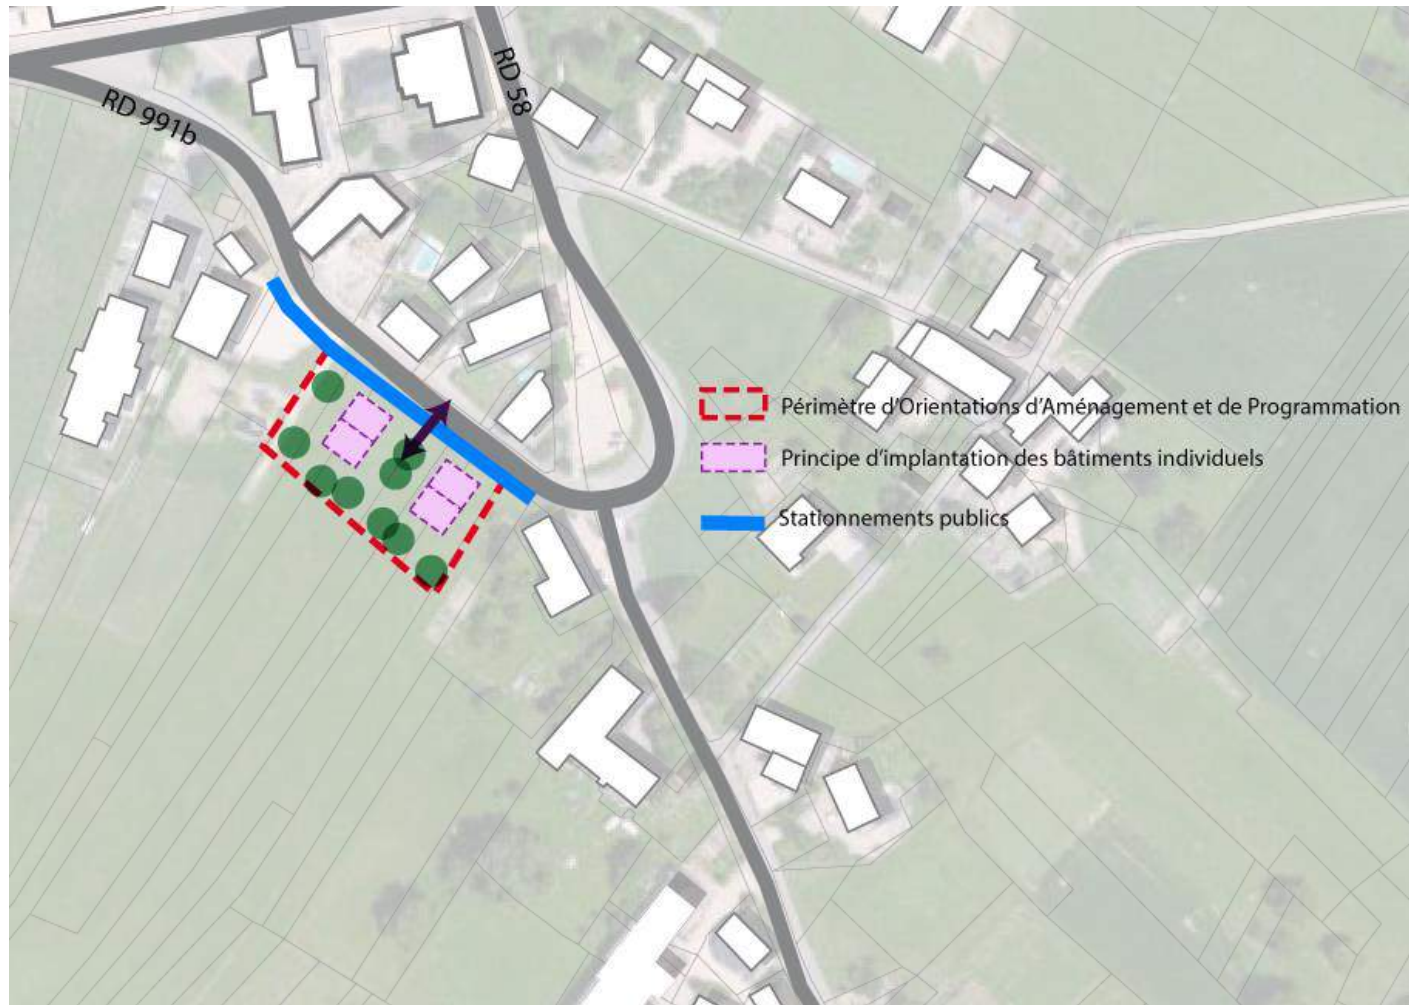 RD 58
RD 991b
Périmètre d'Orientations d'Aménagement et de Programmation
Principe d'implantation des bâtiments individuels
Stationnements publics